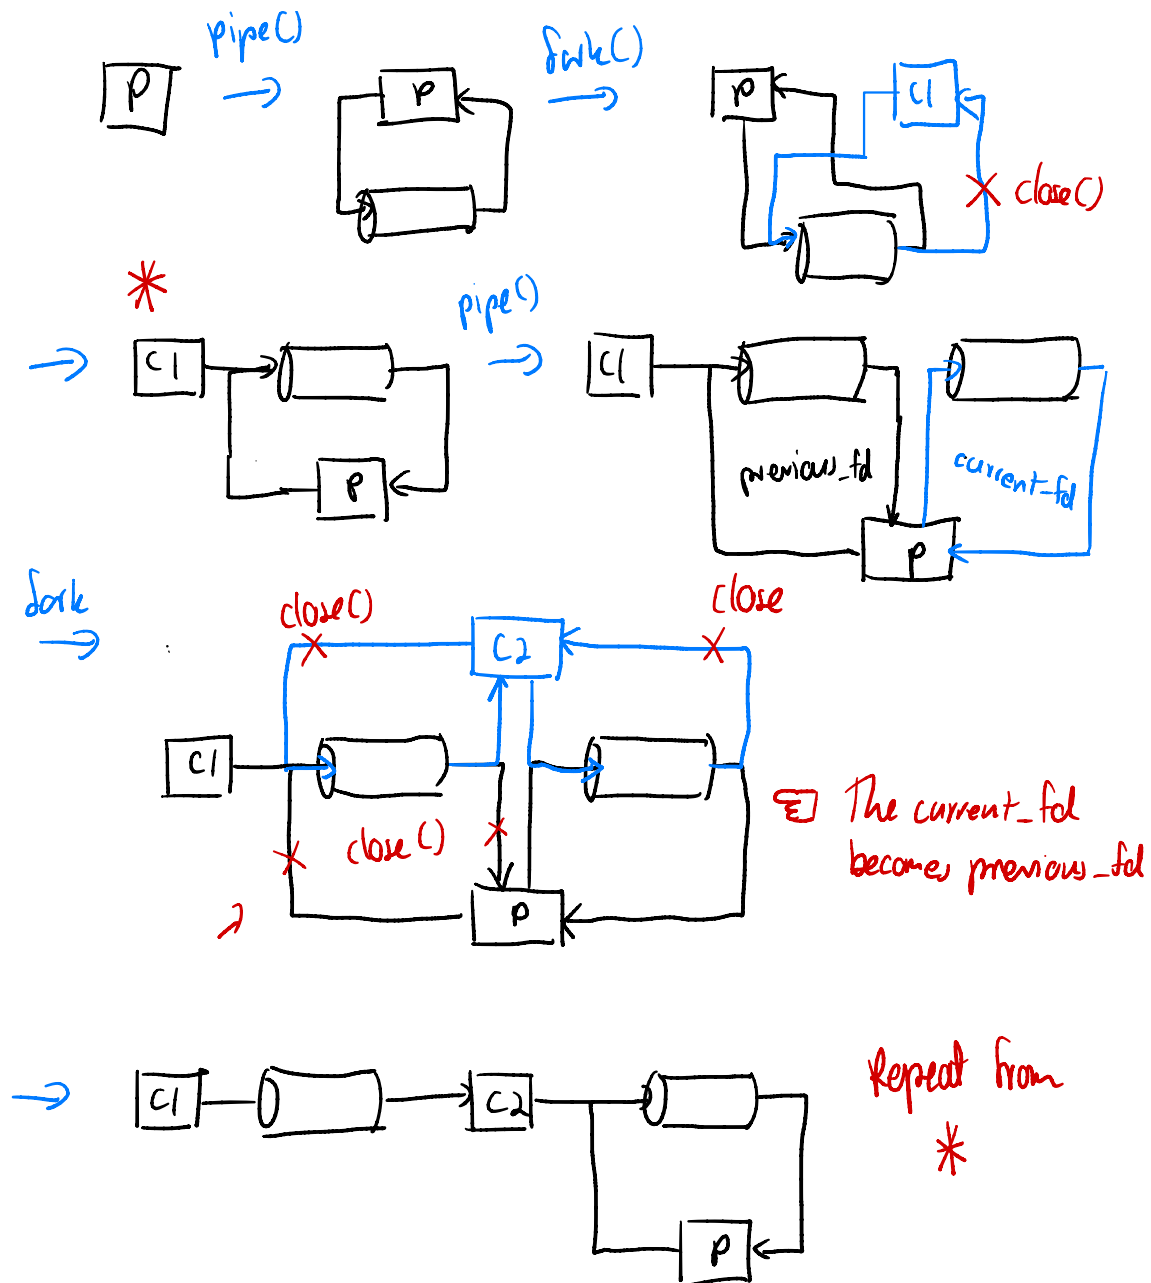 pipe()
fork()
P
P
P
C1
close()
*
pipe()
C1
C1
P
previous_fd
current_fd
P
fork
close()
close
C2
C1
close()
P
The current_fd
becomes previous_fd
C1
C2
Repeat from
*
P